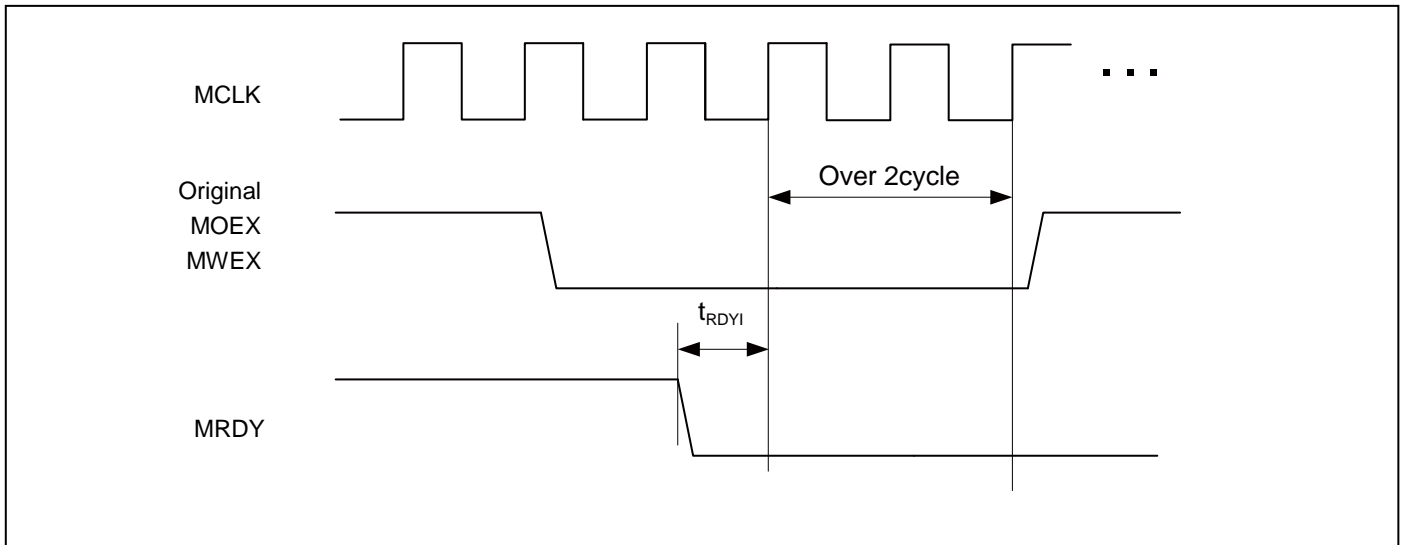 MCLK
Over 2cycle
Original
MOEX
MWEX
tRDYI
MRDY